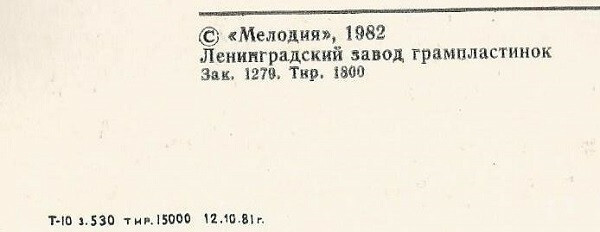 © «Мелодия», 1982
Ленинградский завод грампластинок
Зак. 1279. Тир. 1800
Т-10 з.530 тир.15000 12.10.81г.